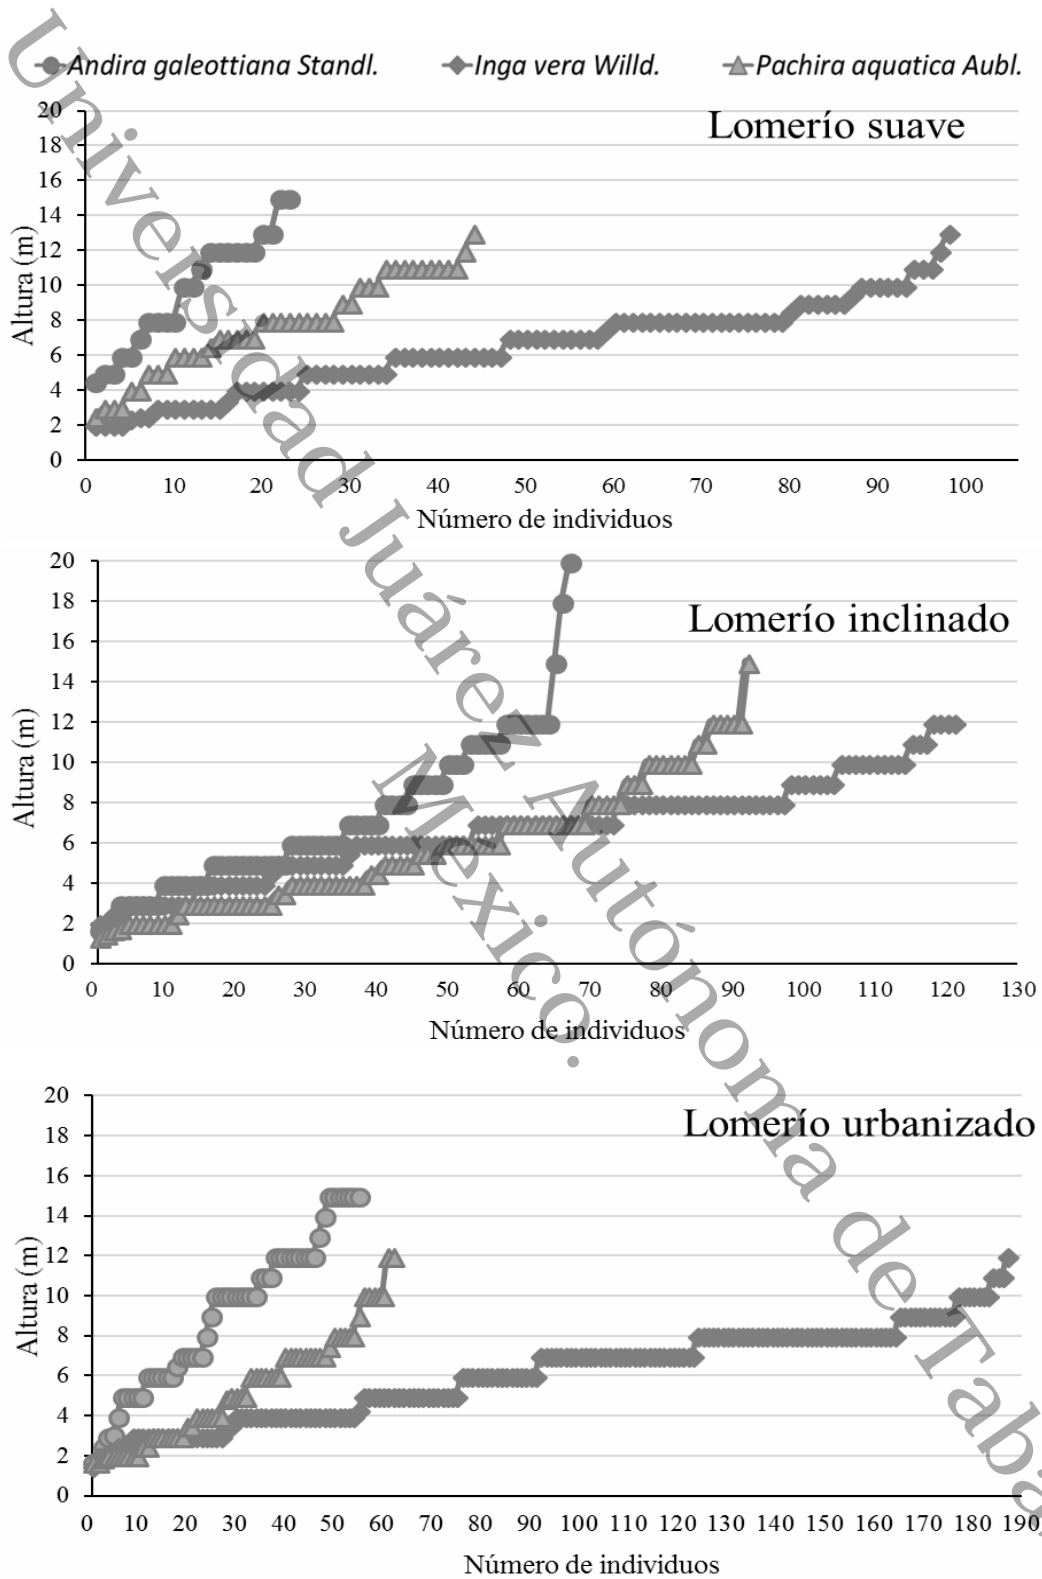 Andira galeottiana Standl. Inga vera Willd. Pachira aquatica Aubl.
Lomerío suave
20
18
16
14
12
10
8
6
4
2
0
Altura (m)
0 10 20 30 40 50 60 70 80 90 100
Número de individuos
Lomerío inclinado
20
18
16
14
12
10
8
6
4
2
0
Altura (m)
0 10 20 30 40 50 60 70 80 90 100 110 120 130
Número de individuos
Lomerío urbanizado
20
18
16
14
12
10
8
6
4
2
0
Altura (m)
0 10 20 30 40 50 60 70 80 90 100 110 120 130 140 150 160 170 180 190
Número de individuos
Universidad Juárez Autónoma de Taba
México.